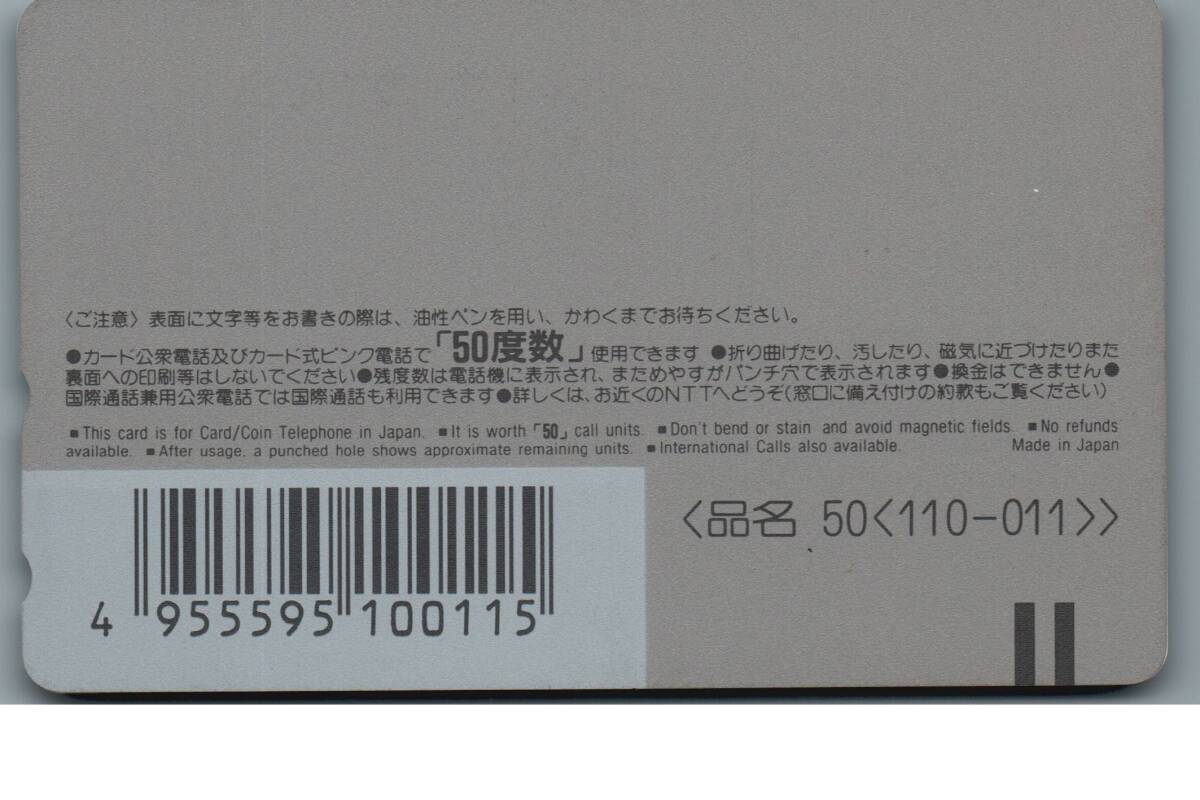 〈ご注意〉表面に文字等をお書きの際は、油性ペンを用い、かわくまでお待ちください。
●カード公衆電話及びカード式ピンク電話で「50度数」使用できます ●折り曲げたり、汚したり、磁気に近づけたりまた
裏面への印刷等はしないでください●残度数は電話機に表示され、まためやすがパンチ穴で表示されます●換金はできません●
国際通話兼用公衆電話では国際通話も利用できます●詳しくは、お近くのNTTへどうぞ(窓口に備え付けの約款もご覧ください)
■This card is for Card/Coin Telephone in Japan. ■It is worth「50」call units. ■Don't bend or stain and avoid magnetic fields. ■No refunds
available. ■After usage, a punched hole shows approximate remaining units. ■International Calls also available. Made in Japan
〈品名 50〈110-011〉〉
4 955595 100115